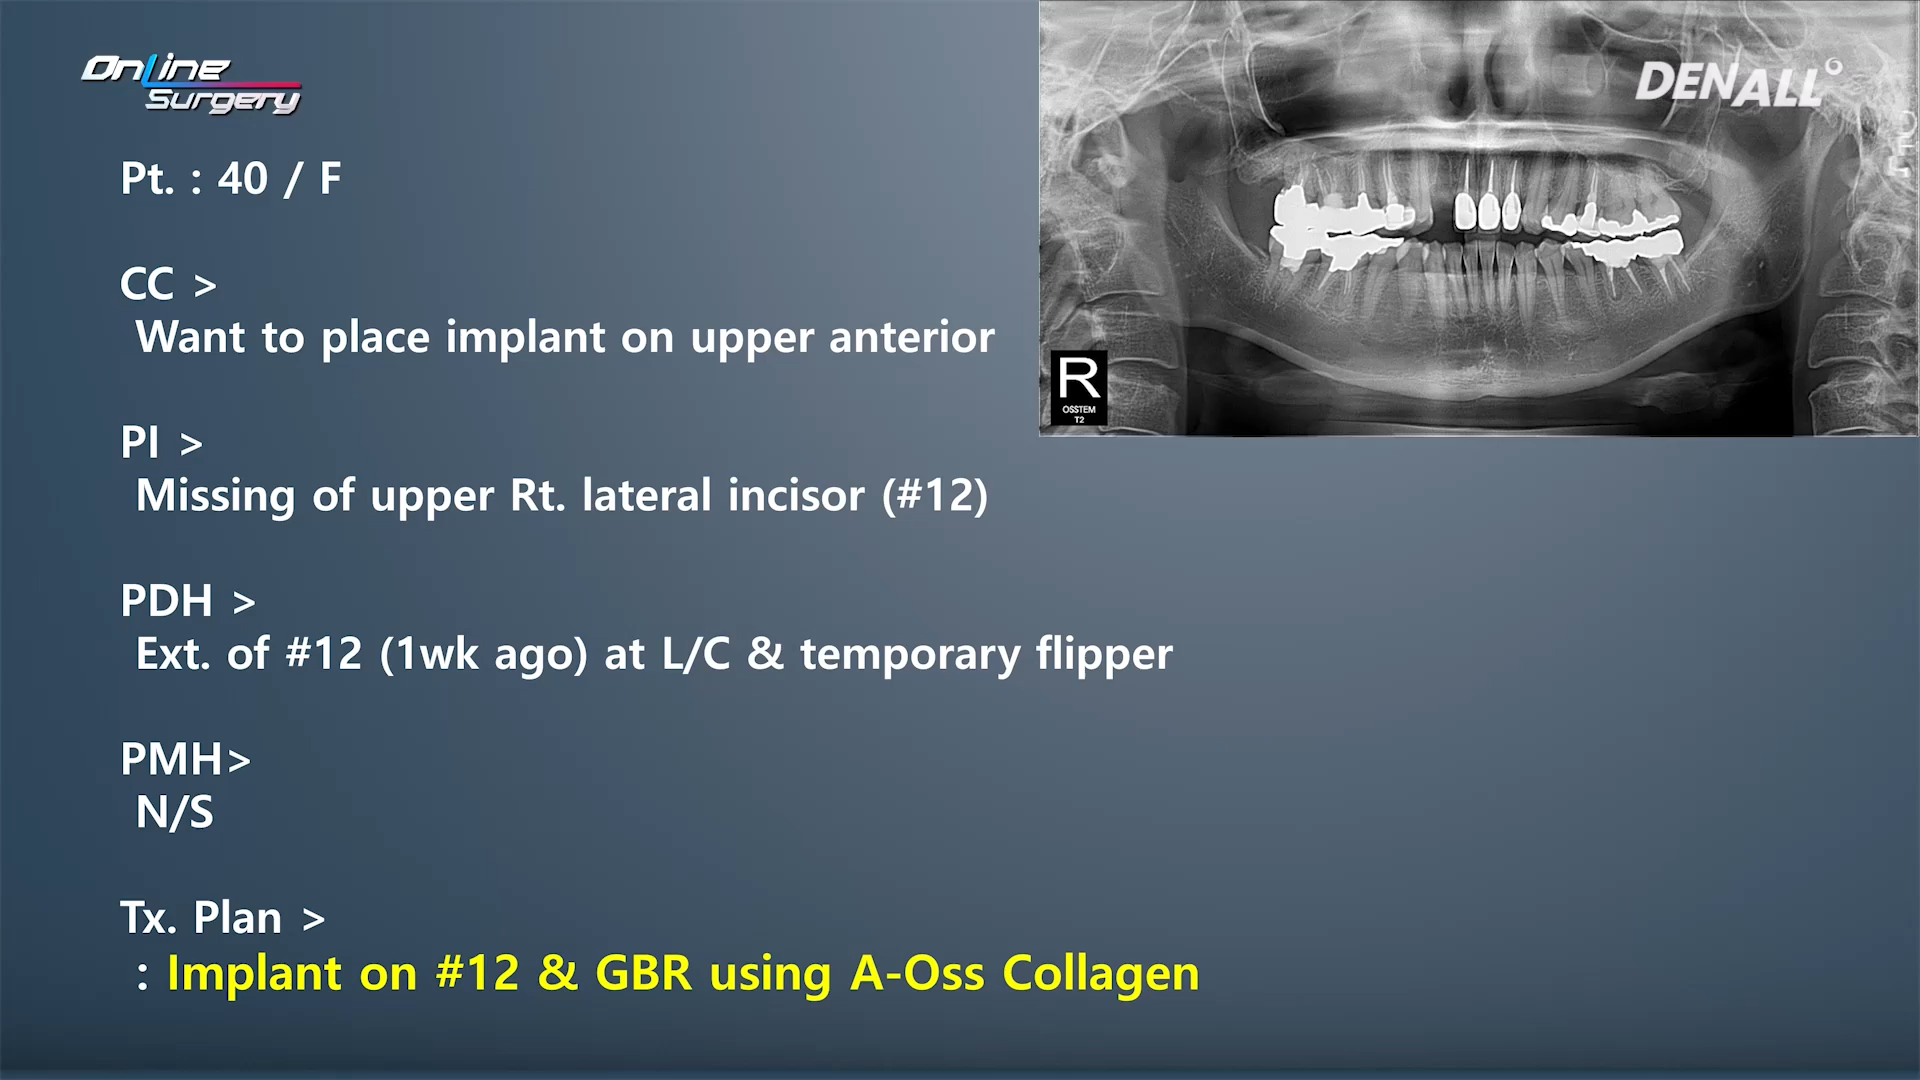 OnLine
Surgery
DENALL
Pt. : 40 / F
CC >
Want to place implant on upper anterior
PI >
Missing of upper Rt. lateral incisor (#12)
R
OSSTEM
T2
PDH >
Ext. of #12 (1wk ago) at L/C & temporary flipper
PMH>
N/S
Tx. Plan >
: Implant on #12 & GBR using A-Oss Collagen